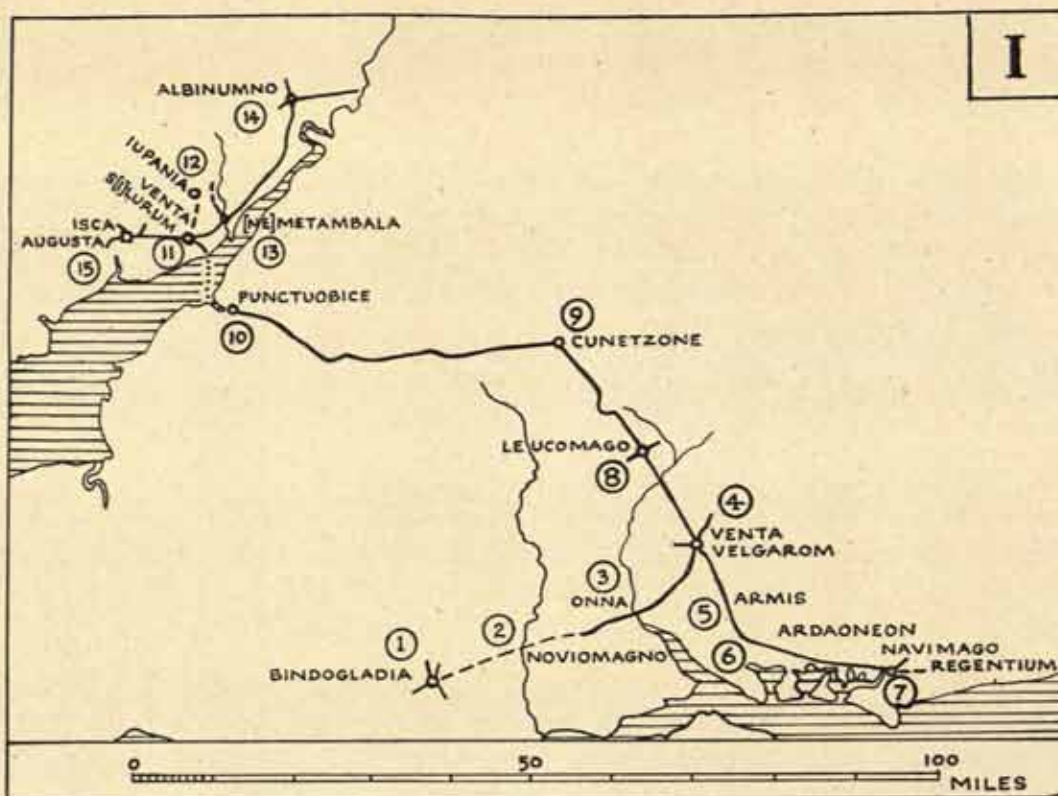 I
ALBINUMNO
14
IUPANIA
12
VENTA
S[I]LURUM
ISCA
AUGUSTA
[NE]METAMBALA
15
11
13
PUNCTUOBICE
10
9
CUNETZONE
LEUCOMAGO
8
4
VENTA
VELGAROM
3
ONNA
5
ARMIS
1
2
ARDAONEON
BINDOGLADIA
NOVIOMAGNO
6
NAVIMAGO
REGENTIUM
7
0 50 100
MILES